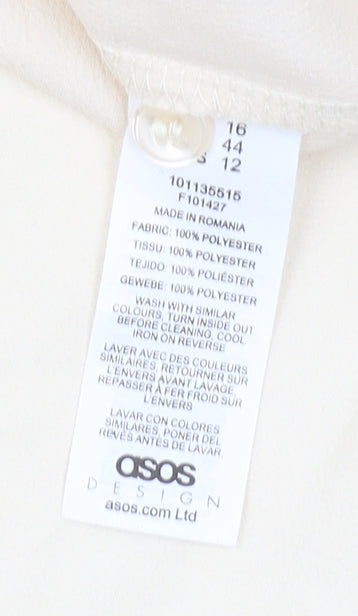 16
44
S 12
101135515
F101427
MADE IN ROMANIA
FABRIC: 100% POLYESTER
TISSU: 100% POLYESTER
TEJIDO: 100% POLIÉSTER
GEWEBE: 100% POLYESTER
WASH WITH SIMILAR
COLOURS, TURN INSIDE OUT
BEFORE CLEANING, COOL
IRON ON REVERSE
LAVER AVEC DES COULEURS
SIMILAIRES, RETOURNER SUR
L'ENVERS AVANT LAVAGE,
REPASSER À FER FROID SUR
L'ENVERS
LAVAR CON COLORES
SIMILARES, PONER DEL
REVÉS ANTES DE LAVAR,
asos
DESIGN
asos.com Ltd